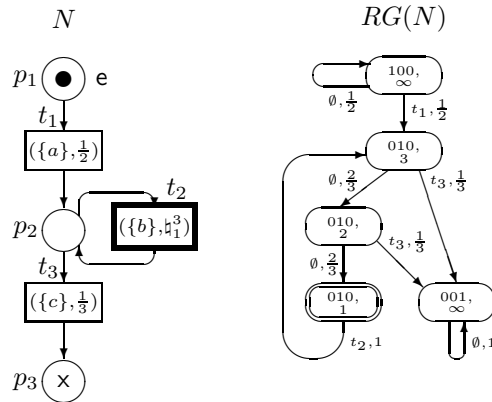 N
p₁ e
t₁
({a},½)
p₂
t₂
({b},♮³₁)
t₃
({c},⅓)
p₃ x
RG(N)
100,
∞
∅,½
t₁,½
010,
3
∅,⅔
t₃,⅓
010,
2
t₃,⅓
∅,⅔
010,
1
001,
∞
t₂,1
∅,1